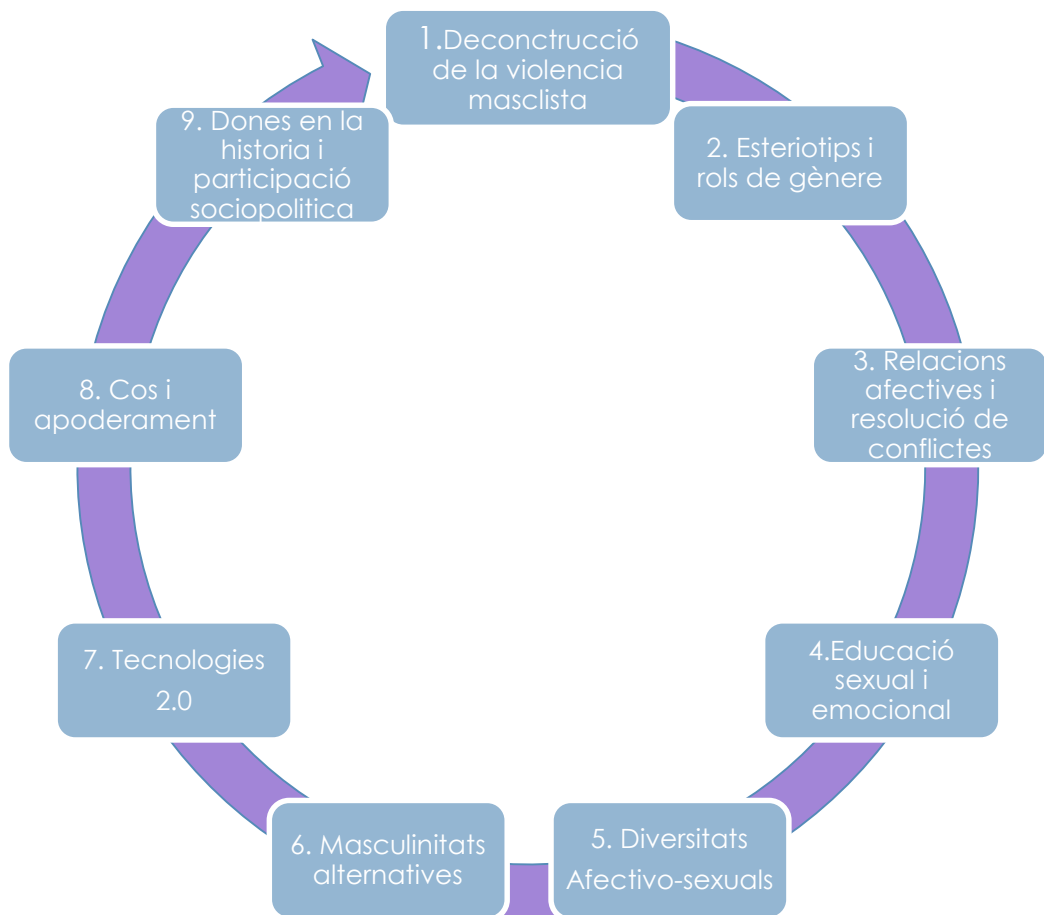 1.Deconctrucció
de la violencia
masclista
2. Esteriotips i
rols de gènere
3. Relacions
afectives i
resolució de
conflictes
4.Educació
sexual i
emocional
5. Diversitats
Afectivo-sexuals
6. Masculinitats
alternatives
7. Tecnologies
2.0
8. Cos i
apoderament
9. Dones en la
historia i
participació
sociopolitica